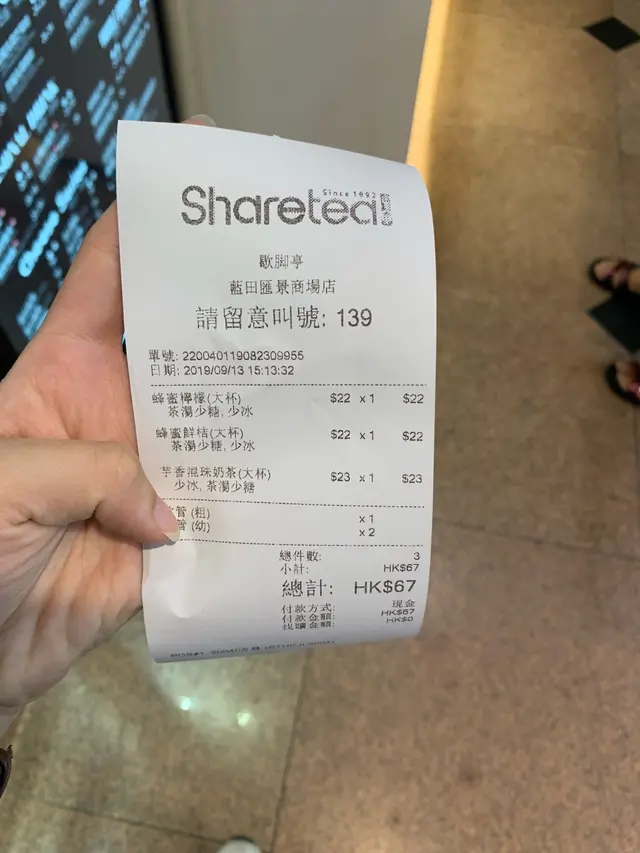 Since 1992
Sharetea
歇脚亭
藍田匯景商場店
請留意叫號: 139
單號: 220040119082309955
日期: 2019/09/13 15:13:32
蜂蜜檸檬(大杯) $22 x 1 $22
茶湯少糖, 少冰
蜂蜜鮮桔(大杯) $22 x 1 $22
茶湯少糖, 少冰
芋香混珠奶茶(大杯) $23 x 1 $23
少冰, 茶湯少糖
管 (粗) x 1
管 (幼) x 2
總件數: 3
小計: HK$67
總計: HK$67
付款方式: 現金
付款金額: HK$67
找贖金額: HK$0